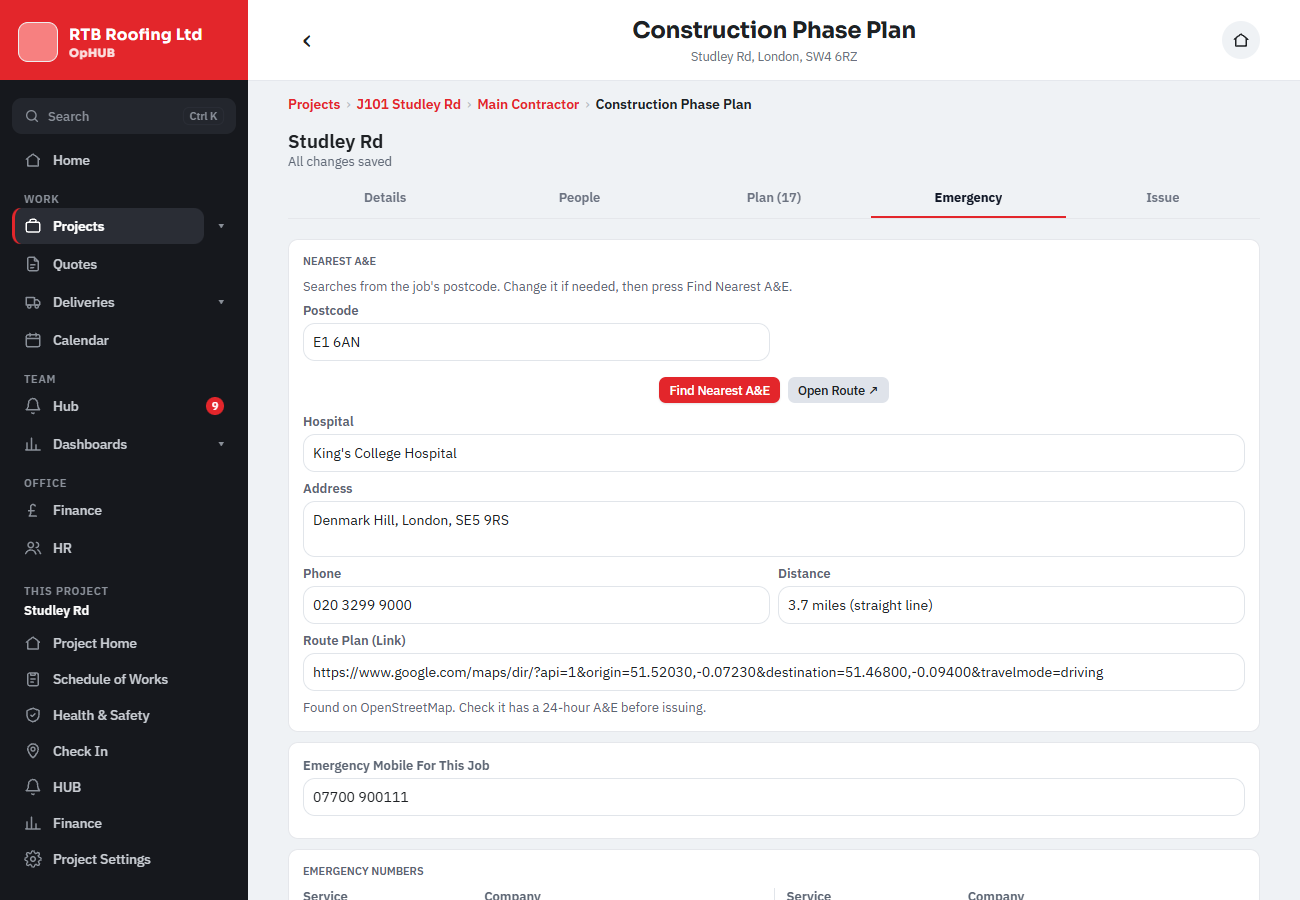 RTB Roofing Ltd
OpHUB
Search
Ctrl K
Home
WORK
Projects
Quotes
Deliveries
Calendar
TEAM
Hub
9
Dashboards
OFFICE
Finance
HR
THIS PROJECT
Studley Rd
Project Home
Schedule of Works
Health & Safety
Check In
HUB
Finance
Project Settings
Construction Phase Plan
Studley Rd, London, SW4 6RZ
Projects › J101 Studley Rd › Main Contractor › Construction Phase Plan
Studley Rd
All changes saved
Details
People
Plan (17)
Emergency
Issue
NEAREST A&E
Searches from the job's postcode. Change it if needed, then press Find Nearest A&E.
Postcode
E1 6AN
Find Nearest A&E
Open Route ↗
Hospital
King's College Hospital
Address
Denmark Hill, London, SE5 9RS
Phone
Distance
020 3299 9000
3.7 miles (straight line)
Route Plan (Link)
https://www.google.com/maps/dir/?api=1&origin=51.52030,-0.07230&destination=51.46800,-0.09400&travelmode=driving
Found on OpenStreetMap. Check it has a 24-hour A&E before issuing.
Emergency Mobile For This Job
07700 900111
EMERGENCY NUMBERS
Service
Company
Service
Company